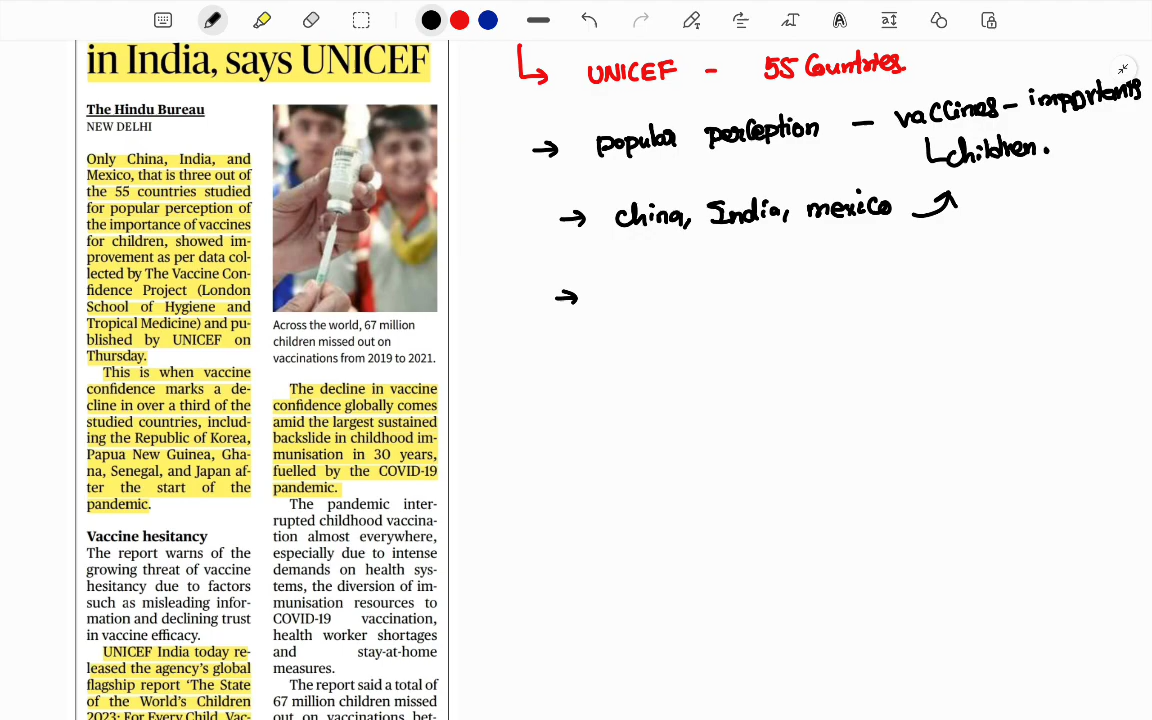 in India, says UNICEF
The Hindu Bureau
NEW DELHI
Only China, India, and
Mexico, that is three out of
the 55 countries studied
for popular perception of
the importance of vaccines
for children, showed im-
provement as per data col-
lected by The Vaccine Con-
fidence Project (London
School of Hygiene and
Tropical Medicine) and pu-
blished by UNICEF on
Thursday.
This is when vaccine
confidence marks a de-
cline in over a third of the
studied countries, includ-
ing the Republic of Korea,
Papua New Guinea, Gha-
na, Senegal, and Japan af-
ter the start of the
pandemic.
Vaccine hesitancy
The report warns of the
growing threat of vaccine
hesitancy due to factors
such as misleading infor-
mation and declining trust
in vaccine efficacy.
UNICEF India today re-
leased the agency's global
flagship report 'The State
of the World's Children
2023: For Every Child, Vac-
Across the world, 67 million
children missed out on
vaccinations from 2019 to 2021.
The decline in vaccine
confidence globally comes
amid the largest sustained
backslide in childhood im-
munisation in 30 years,
fuelled by the COVID-19
pandemic.
The pandemic inter-
rupted childhood vaccina-
tion almost everywhere,
especially due to intense
demands on health sys-
tems, the diversion of im-
munisation resources to
COVID-19 vaccination,
health worker shortages
and stay-at-home
measures.
The report said a total of
67 million children missed
out on vaccinations bet-
UNICEF - 55 Countries
→ popular perception - vaccines -
children.
→ china, India, mexico
→